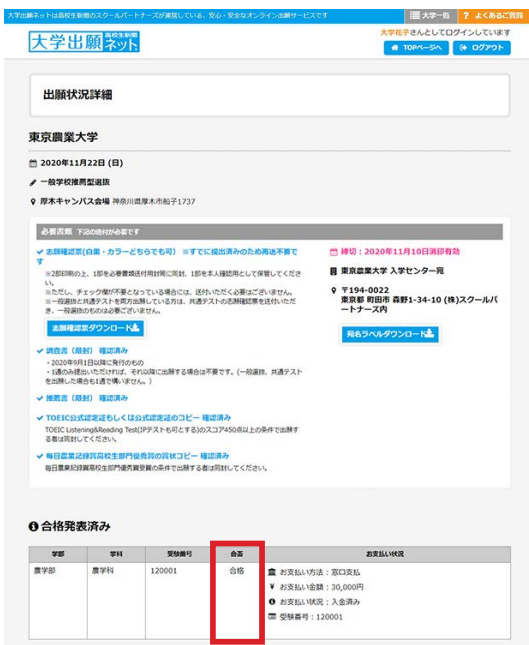 大学出願ネットは高校生新聞のスクールパートナーズが運営している、安心・安全なオンライン出願サービスです
大学一覧
? よくあるご質問
大学出願ネット
高校生新聞
大学花子さんとしてログインしています
TOPページへ
ログアウト
出願状況詳細
東京農業大学
2020年11月22日 (日)
一般学校推薦型選抜
厚木キャンパス会場 神奈川県厚木市船子1737
必要書類 下記の送付が必要です
志願確認票(白黒・カラーどちらでも可) ※すでに提出済みのため再送不要で
す
※2部印刷の上、1部を必要書類送付用封筒に同封、1部を本人確認用として保管してくださ
い。
※ただし、チェック欄が不要となっている場合には、送付いただく必要はございません。
※一般選抜と共通テストを両方出願している方は、共通テストの志願確認票を送付いただ
き、一般選抜のものは必要ございません。
志願確認票ダウンロード
調査書(厳封) 確認済み
・2020年9月1日以降に発行のもの
・1通のみ提出いただければ、それ以降に出願する場合は不要です。(一般選抜、共通テスト
を出願した場合も1通で構いません。)
推薦書(厳封) 確認済み
TOEIC公式認定証もしくは公式認定証のコピー 確認済み
TOEIC Listening&Reading Test(IPテストも可とする)のスコア450点以上の条件で出願す
る者は同封してください。
毎日農業記録賞高校生部門優秀賞の賞状コピー 確認済み
毎日農業記録賞高校生部門優秀賞受賞の条件で出願する者は同封してください。
締切:2020年11月10日消印有効
東京農業大学 入学センター宛
〒194-0022
東京都 町田市 森野1-34-10 (株)スクールパ
ートナーズ内
宛名ラベルダウンロード
合格発表済み
学部 学科 受験番号 合否 お支払い状況
農学部 農学科 120001 合格 お支払い方法:窓口支払
¥ お支払い金額:30,000円
お支払い状況:入金済み
受験番号:120001